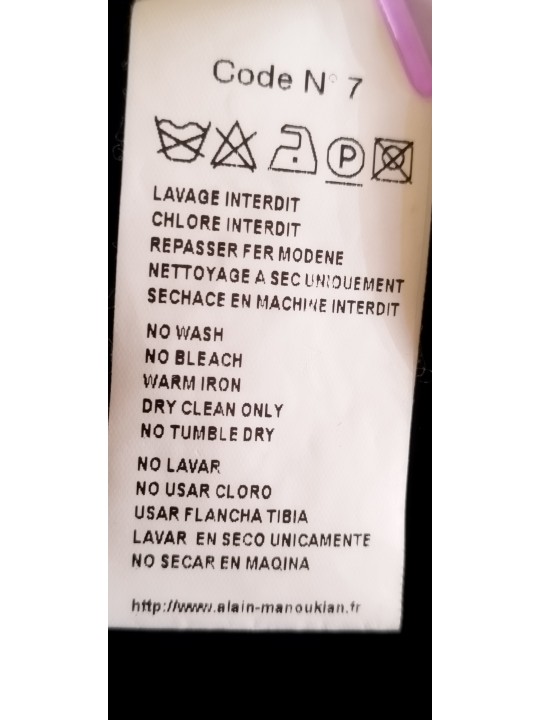 Code N° 7
P
LAVAGE INTERDIT
CHLORE INTERDIT
REPASSER FER MODENE
NETTOYAGE A SEC UNIQUEMENT
SECHACE EN MACHINE INTERDIT
NO WASH
NO BLEACH
WARM IRON
DRY CLEAN ONLY
NO TUMBLE DRY
NO LAVAR
NO USAR CLORO
USAR FLANCHA TIBIA
LAVAR EN SECO UNICAMENTE
NO SECAR EN MAQINA
http://www.alain-manoukian.fr